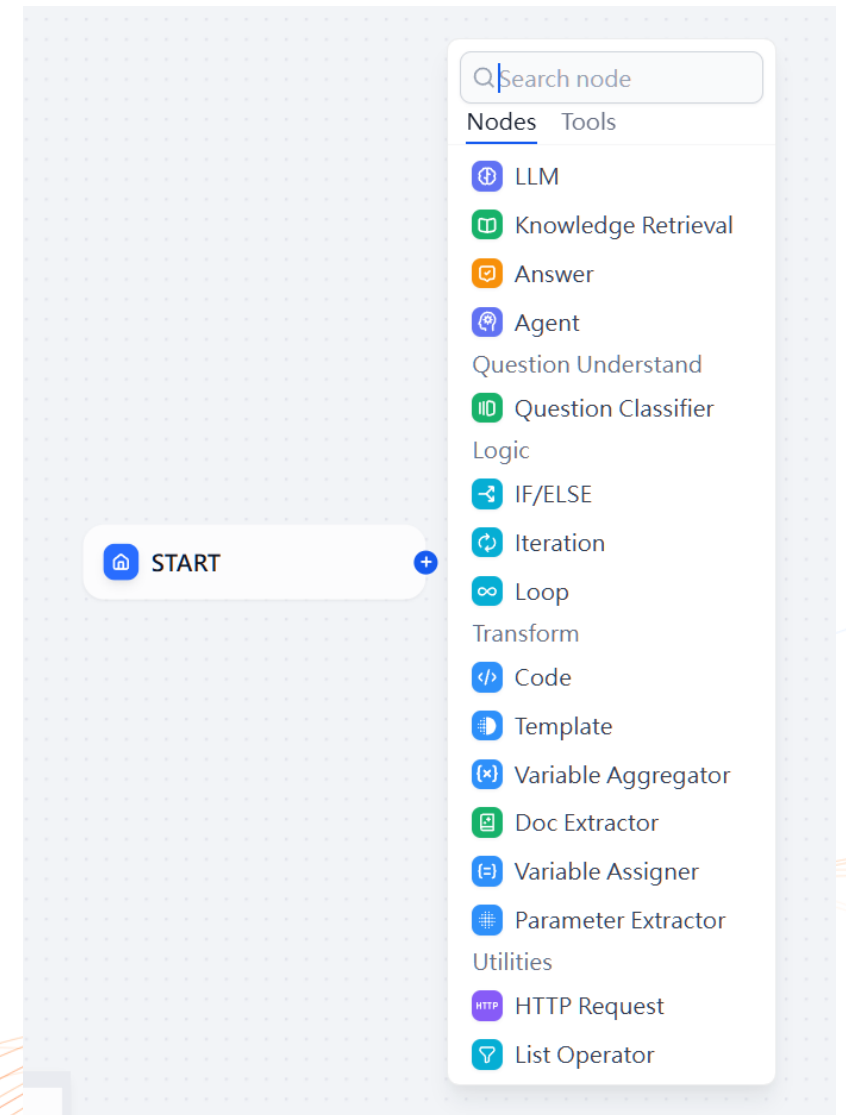 Search node
Nodes Tools
LLM
Knowledge Retrieval
Answer
Agent
Question Understand
Question Classifier
Logic
IF/ELSE
Iteration
START
Loop
Transform
Code
Template
Variable Aggregator
Doc Extractor
Variable Assigner
Parameter Extractor
Utilities
HTTP HTTP Request
List Operator